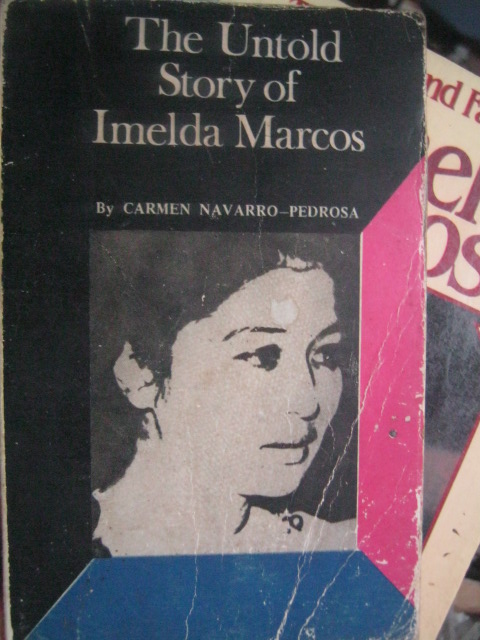 The Untold
Story of
Imelda Marcos
By CARMEN NAVARRO—PEDROSA
nd Fa
el
os